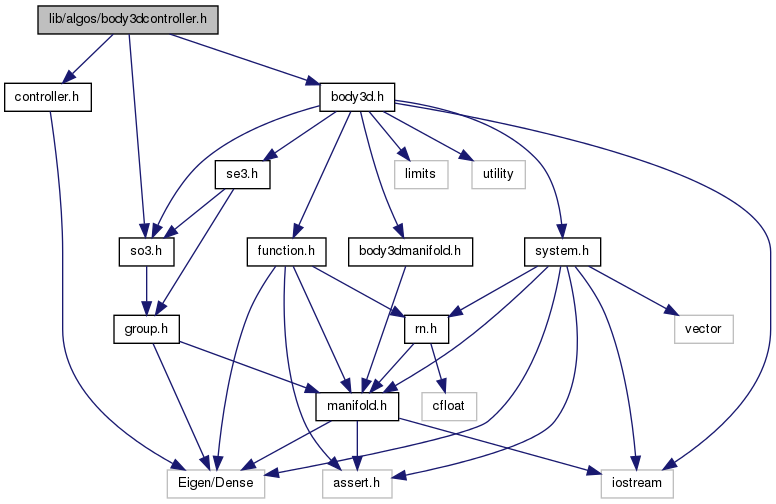 lib/algos/body3dcontroller.h
controller.h
body3d.h
se3.h
limits
utility
so3.h
function.h
body3dmanifold.h
system.h
group.h
rn.h
vector
manifold.h
cfloat
Eigen/Dense
assert.h
iostream